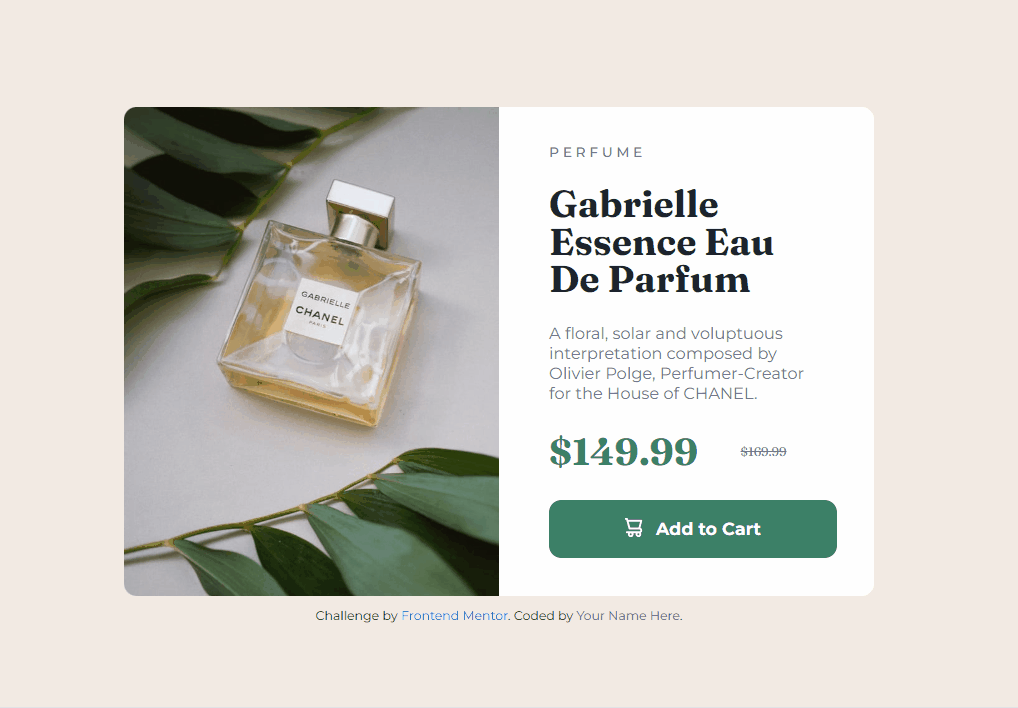 GABRIELLE
CHANEL
PARIS
PERFUME
Gabrielle
Essence Eau
De Parfum
A floral, solar and voluptuous
interpretation composed by
Olivier Polge, Perfumer-Creator
for the House of CHANEL.
$149.99 $169.99
Add to Cart
Challenge by Frontend Mentor. Coded by Your Name Here.